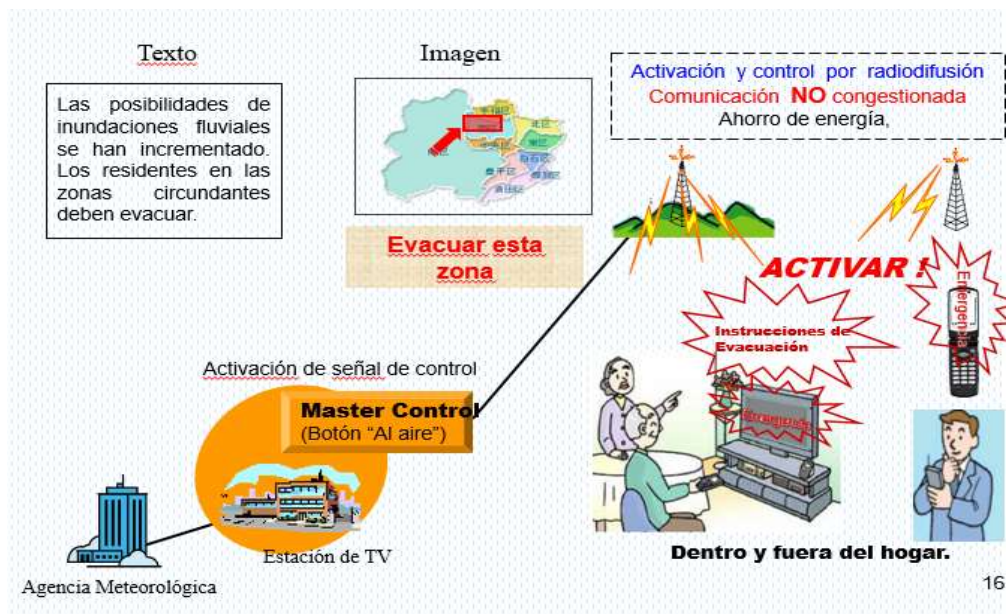 Texto
Las posibilidades de
inundaciones fluviales
se han incrementado.
Los residentes en las
zonas circundantes
deben evacuar.
Imagen
Evacuar esta
zona
Activación y control por radiodifusión
Comunicación NO congestionada
Ahorro de energía,
ACTIVAR !
Emergencia
Instrucciones de
Evacuación
Emergencia
Activación de señal de control
Master Control
(Botón “Al aire”)
Estación de TV
Agencia Meteorológica
Dentro y fuera del hogar.
16